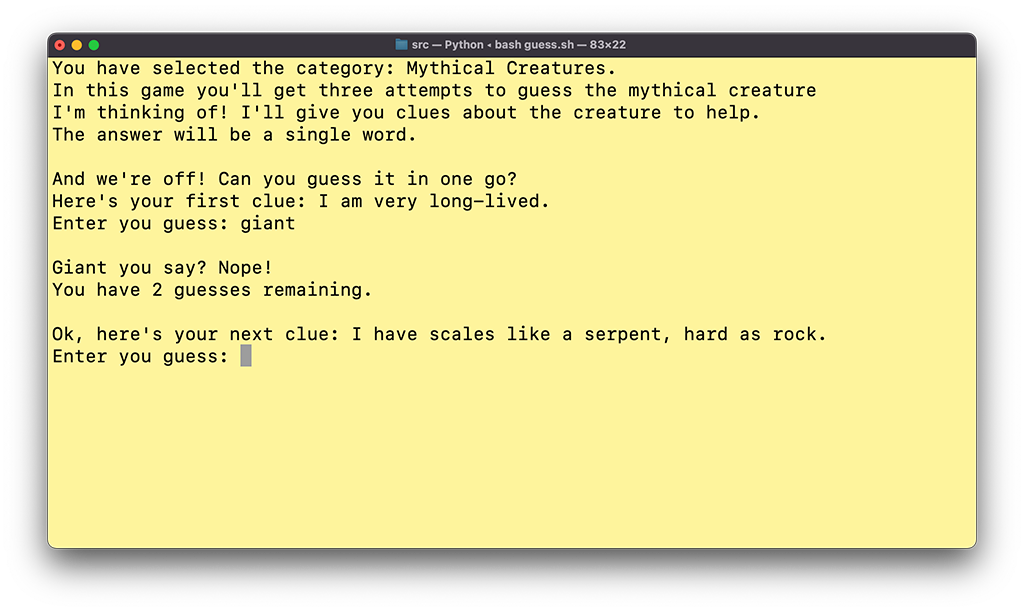 src — Python ◂ bash guess.sh — 83×22
You have selected the category: Mythical Creatures.
In this game you'll get three attempts to guess the mythical creature
I'm thinking of! I'll give you clues about the creature to help.
The answer will be a single word.
And we're off! Can you guess it in one go?
Here's your first clue: I am very long-lived.
Enter you guess: giant
Giant you say? Nope!
You have 2 guesses remaining.
Ok, here's your next clue: I have scales like a serpent, hard as rock.
Enter you guess: